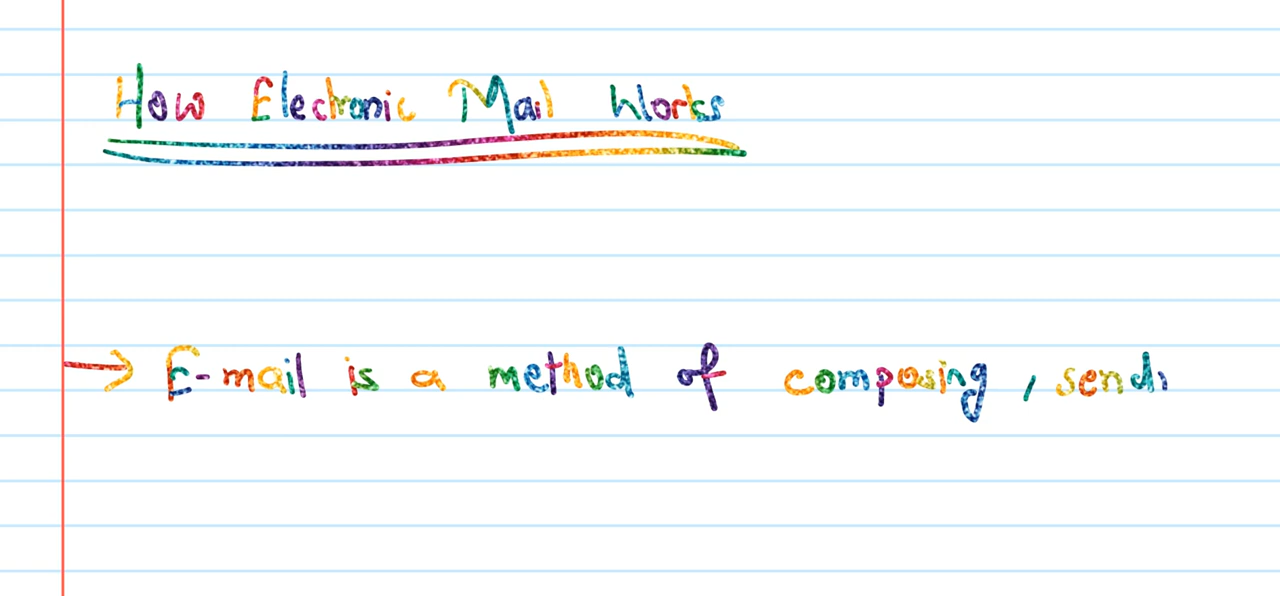 How Electronic Mail Works
→ E-mail is a method of composing, sendi